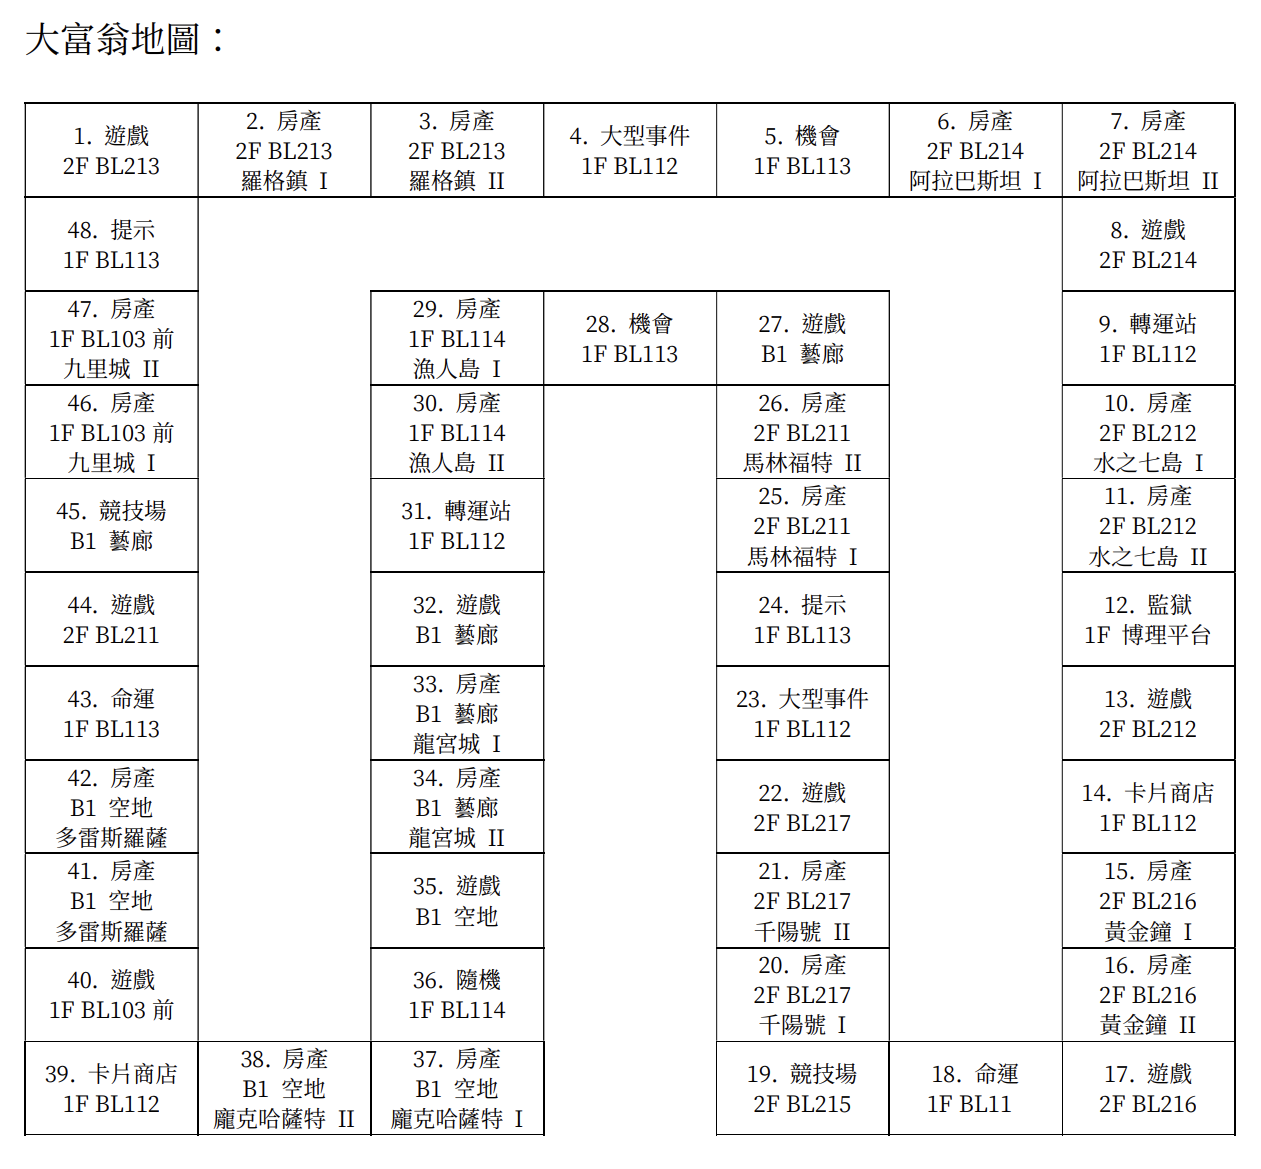 大富翁地圖：
1. 遊戲
2F BL213
2. 房產
2F BL213
羅格鎮 I
3. 房產
2F BL213
羅格鎮 II
4. 大型事件
1F BL112
5. 機會
1F BL113
6. 房產
2F BL214
阿拉巴斯坦 I
7. 房產
2F BL214
阿拉巴斯坦 II
48. 提示
1F BL113
8. 遊戲
2F BL214
47. 房產
1F BL103 前
九里城 II
29. 房產
1F BL114
漁人島 I
28. 機會
1F BL113
27. 遊戲
B1 藝廊
9. 轉運站
1F BL112
46. 房產
1F BL103 前
九里城 I
30. 房產
1F BL114
漁人島 II
26. 房產
2F BL211
馬林福特 II
10. 房產
2F BL212
水之七島 I
45. 競技場
B1 藝廊
31. 轉運站
1F BL112
25. 房產
2F BL211
馬林福特 I
11. 房產
2F BL212
水之七島 II
44. 遊戲
2F BL211
32. 遊戲
B1 藝廊
24. 提示
1F BL113
12. 監獄
1F 博理平台
43. 命運
1F BL113
33. 房產
B1 藝廊
龍宮城 I
23. 大型事件
1F BL112
13. 遊戲
2F BL212
42. 房產
B1 空地
多雷斯羅薩
34. 房產
B1 藝廊
龍宮城 II
22. 遊戲
2F BL217
14. 卡片商店
1F BL112
41. 房產
B1 空地
多雷斯羅薩
35. 遊戲
B1 空地
21. 房產
2F BL217
千陽號 II
15. 房產
2F BL216
黃金鐘 I
40. 遊戲
1F BL103 前
36. 隨機
1F BL114
20. 房產
2F BL217
千陽號 I
16. 房產
2F BL216
黃金鐘 II
39. 卡片商店
1F BL112
38. 房產
B1 空地
龐克哈薩特 II
37. 房產
B1 空地
龐克哈薩特 I
19. 競技場
2F BL215
18. 命運
1F BL11
17. 遊戲
2F BL216